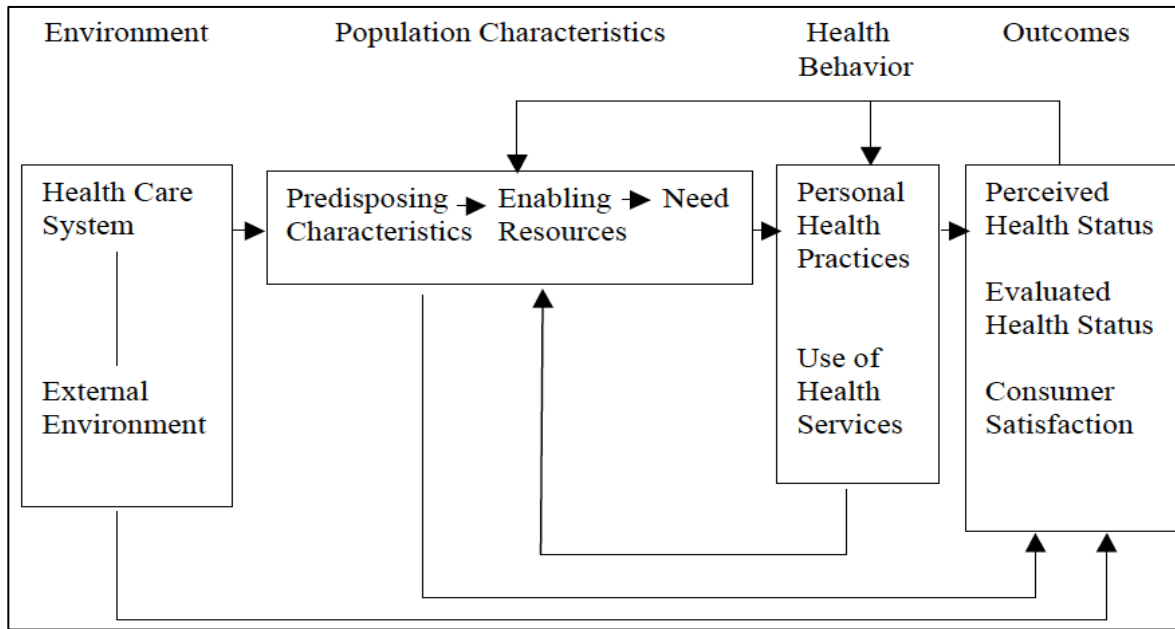 Environment
Population Characteristics
Health
Behavior
Outcomes
Health Care
System
External
Environment
Predisposing
Characteristics
Enabling
Resources
Need
Personal
Health
Practices
Use of
Health
Services
Perceived
Health Status
Evaluated
Health Status
Consumer
Satisfaction